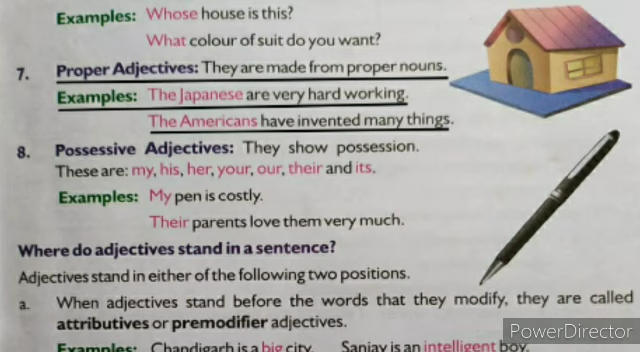 Examples: Whose house is this?
What colour of suit do you want?
7. Proper Adjectives: They are made from proper nouns.
Examples: The Japanese are very hard working.
The Americans have invented many things.
8. Possessive Adjectives: They show possession.
These are: my, his, her, your, our, their and its.
Examples: My pen is costly.
Their parents love them very much.
Where do adjectives stand in a sentence?
Adjectives stand in either of the following two positions.
a. When adjectives stand before the words that they modify, they are called
attributives or premodifier adjectives.
Examples: Chandigarh is a big city. Sanjay is an intelligent boy.
PowerDirector